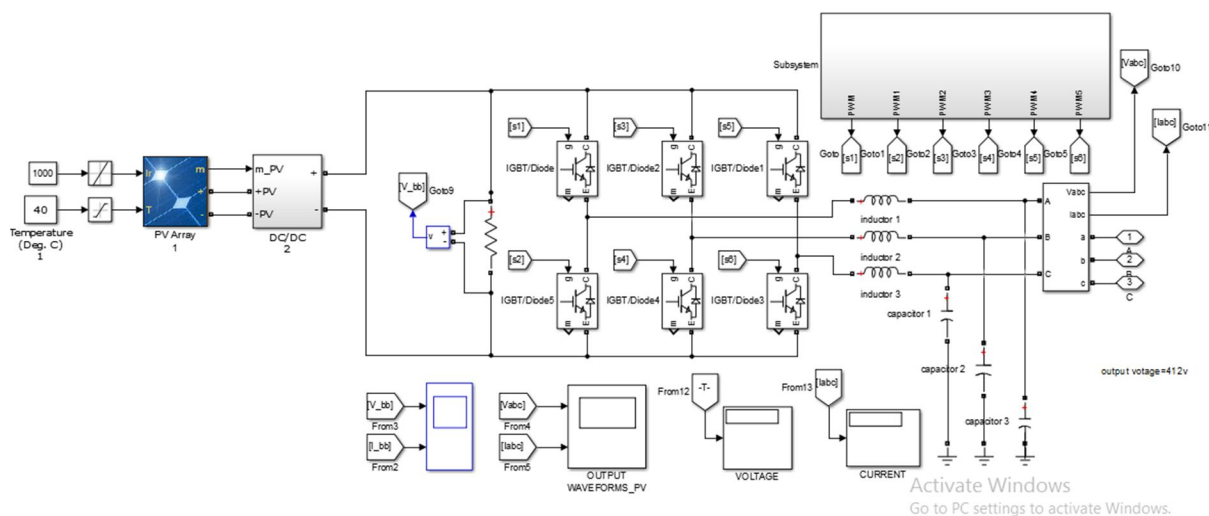 Subsystem
PWM
PWM1
PWM2
PWM3
PWM4
PWM5
[Vabc]
Goto10
[Iabc]
Goto11
Goto
[s1]
Goto1
[s2]
Goto2
[s3]
Goto3
[s4]
Goto4
[s5]
Goto5
[s6]
1000
40
Temperature
(Deg. C)
1
Ir
T
m
+
-
PV Array
1
m_PV
+PV
-PV
+
-
DC/DC
2
[V_bb]
Goto9
v
+
-
[s1]
g
C
m
E
IGBT/Diode
[s3]
g
C
m
E
IGBT/Diode2
[s5]
g
C
m
E
IGBT/Diode1
[s2]
g
C
m
E
IGBT/Diode5
[s4]
g
C
m
E
IGBT/Diode4
[s6]
g
C
m
E
IGBT/Diode3
inductor 1
inductor 2
inductor 3
Vabc
Iabc
A
B
C
a
b
c
1
A
2
B
3
C
capacitor 1
capacitor 2
capacitor 3
output votage=412v
[V_bb]
From3
[I_bb]
From2
[Vabc]
From4
[Iabc]
From5
OUTPUT
WAVEFORMS_PV
From12
-T-
VOLTAGE
From13
[Iabc]
CURRENT
Activate Windows
Go to PC settings to activate Windows.